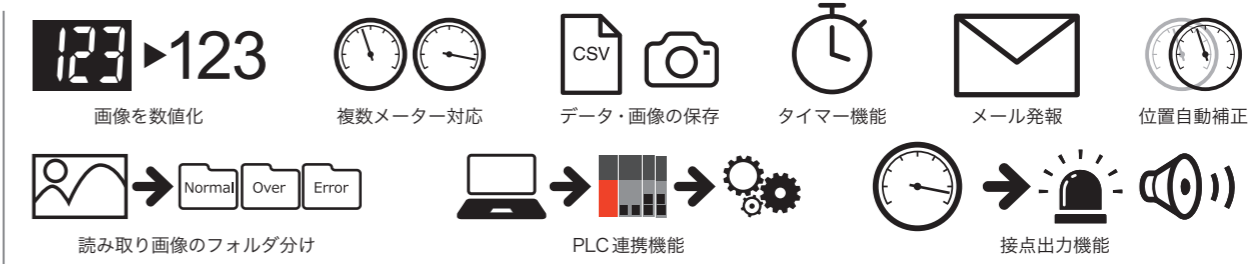 123 123
CSV
画像を数値化
複数メーター対応
データ・画像の保存
タイマー機能
メール発報
位置自動補正
Normal Over Error
読み取り画像のフォルダ分け
PLC連携機能
接点出力機能